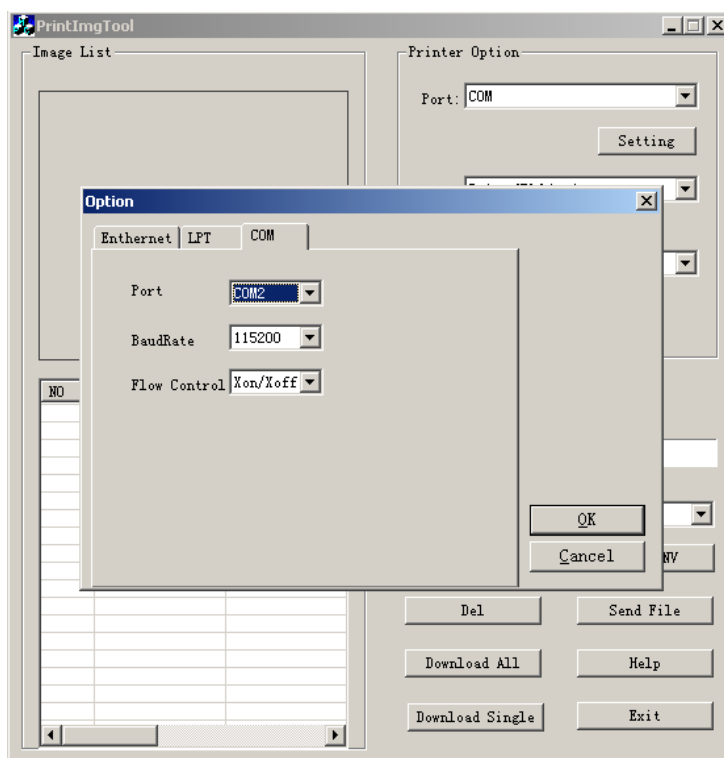 PrintImgTool
Image List
Printer Option
Port: COM
Setting
Option
Enthernet LPT COM
Port COM2
BaudRate 115200
Flow Control Xon/Xoff
NO
OK
Cancel
NV
Del Send File
Download All Help
Download Single Exit